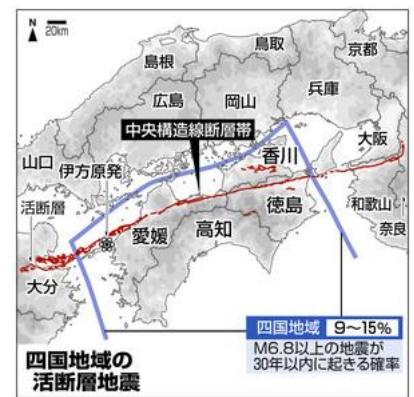 N
20km
鳥取
京都
島根
兵庫
広島
岡山
中央構造線断層帯
大阪
山口
伊方原発
香川
活断層
徳島
和歌山
愛媛
高知
奈良
大分
四国地域 9~15%
M6.8以上の地震が
30年以内に起きる確率
四国地域の
活断層地震